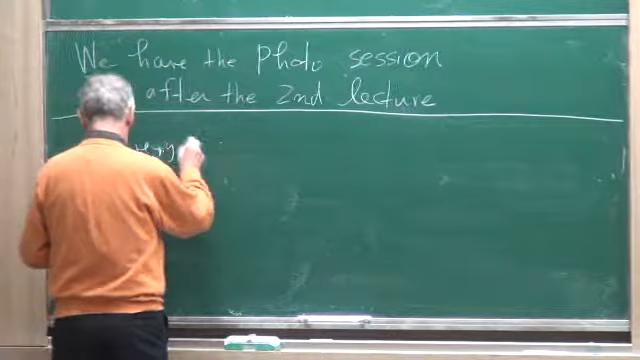 We have the Photo session
after the 2nd lecture